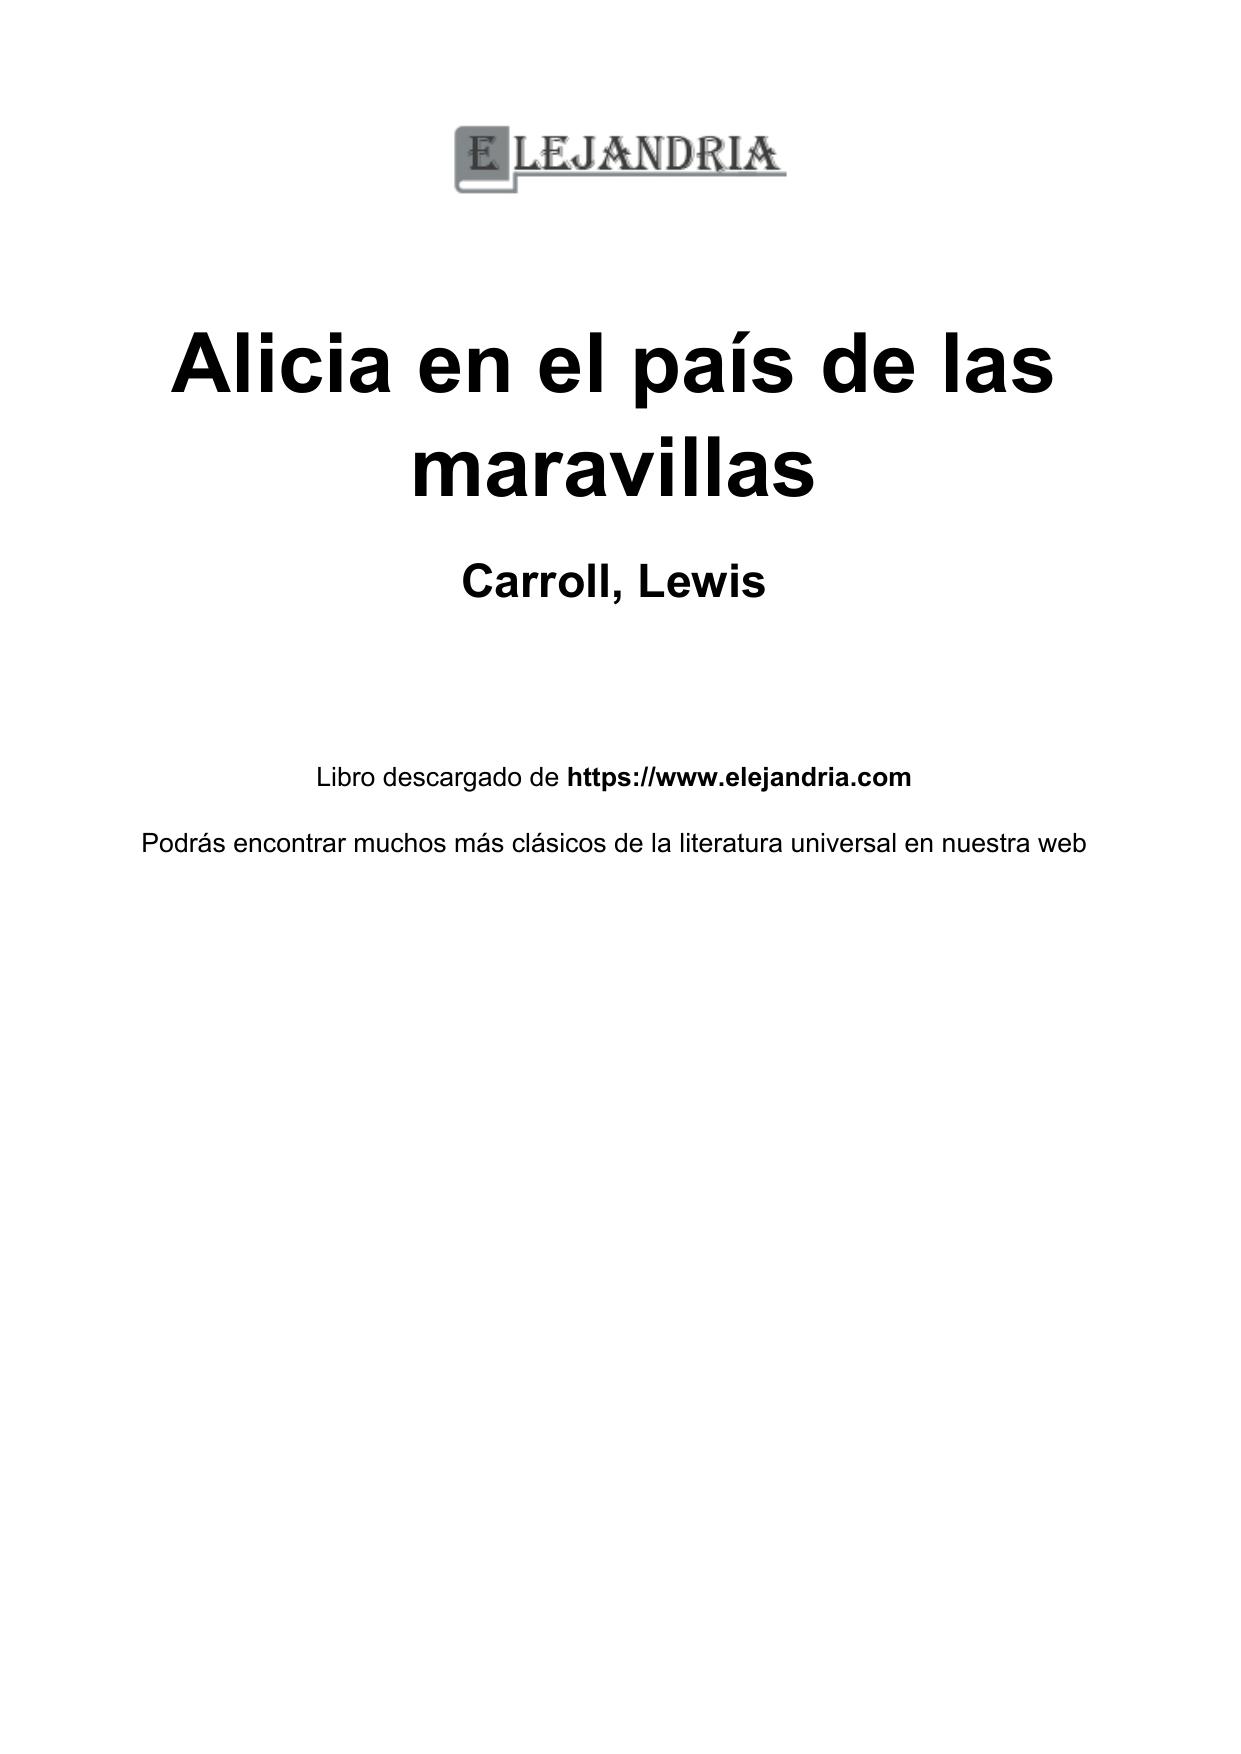 ELEJANDRIA
Alicia en el país de las
maravillas
Carroll, Lewis
Libro descargado de https://www.elejandria.com
Podrás encontrar muchos más clásicos de la literatura universal en nuestra web